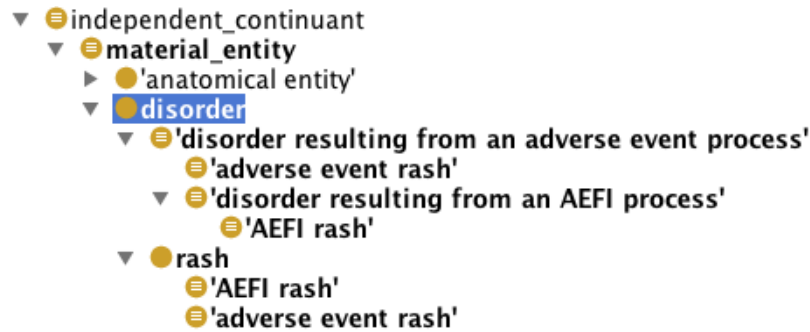 independent_continuant
material_entity
'anatomical entity'
disorder
'disorder resulting from an adverse event process'
'adverse event rash'
'disorder resulting from an AEFI process'
'AEFI rash'
rash
'AEFI rash'
'adverse event rash'